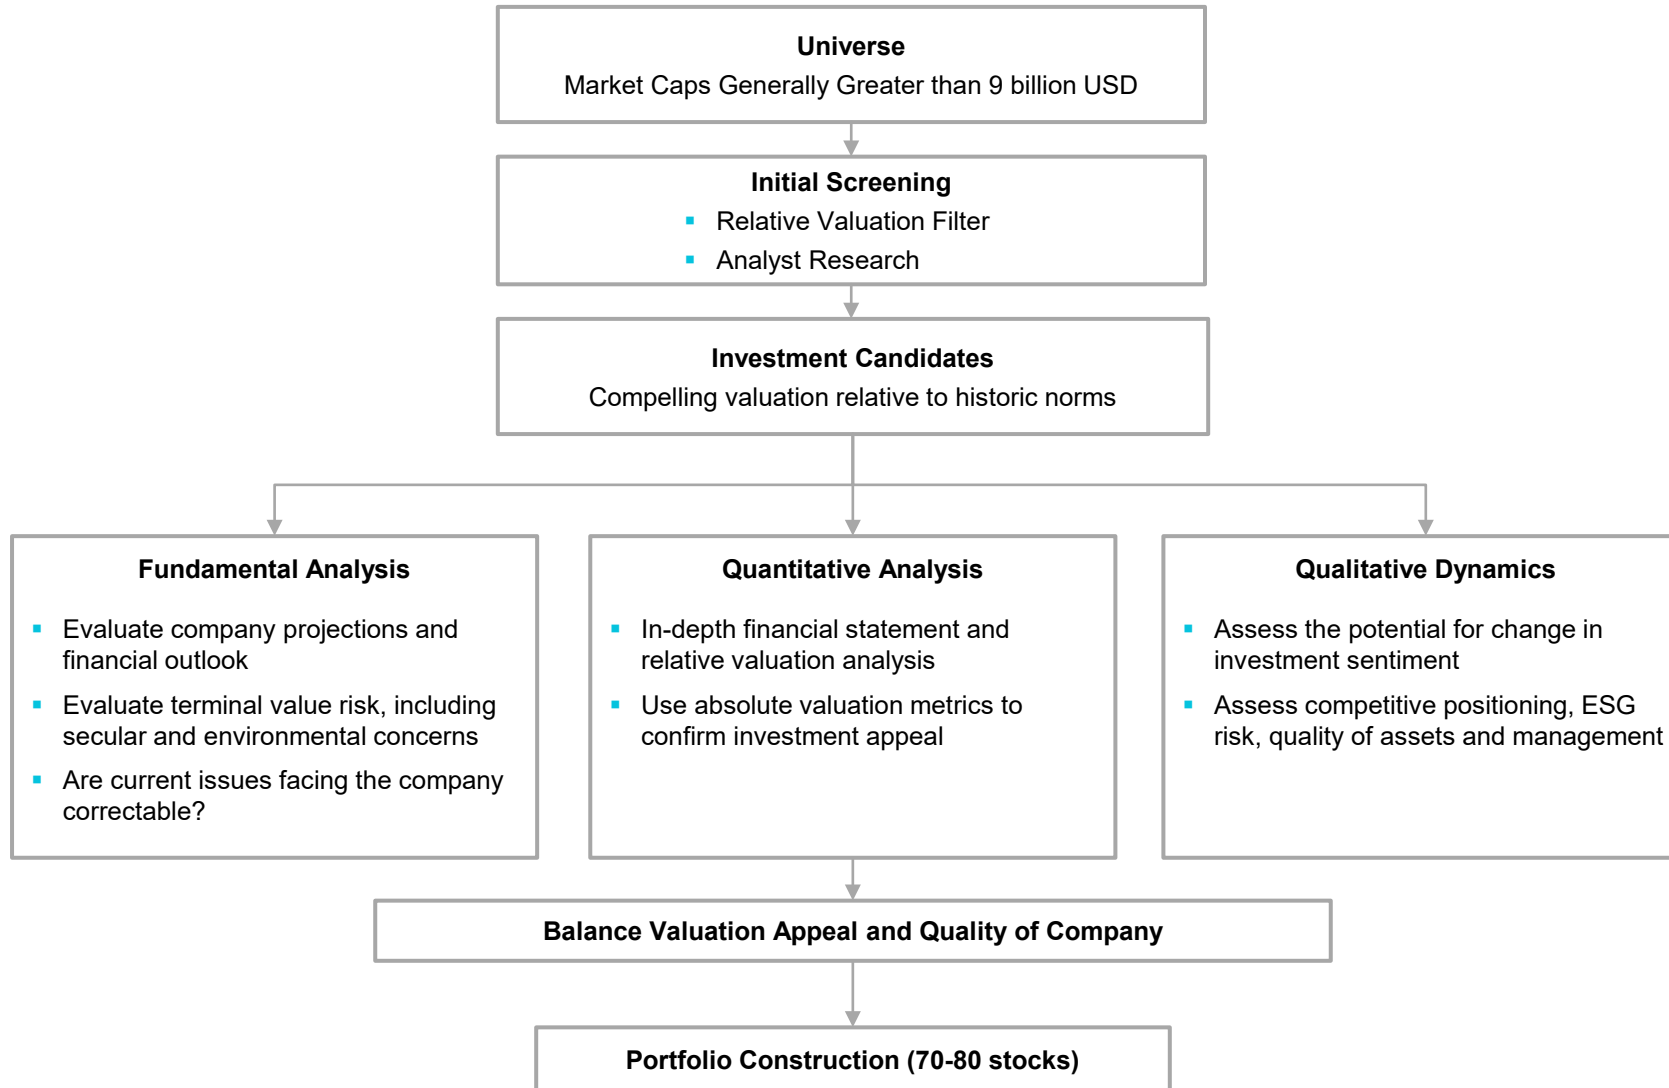 Universe
Market Caps Generally Greater than 9 billion USD
Initial Screening
Relative Valuation Filter
Analyst Research
Investment Candidates
Compelling valuation relative to historic norms
Fundamental Analysis
Evaluate company projections and
financial outlook
Evaluate terminal value risk, including
secular and environmental concerns
Are current issues facing the company
correctable?
Quantitative Analysis
In-depth financial statement and
relative valuation analysis
Use absolute valuation metrics to
confirm investment appeal
Qualitative Dynamics
Assess the potential for change in
investment sentiment
Assess competitive positioning, ESG
risk, quality of assets and management
Balance Valuation Appeal and Quality of Company
Portfolio Construction (70-80 stocks)